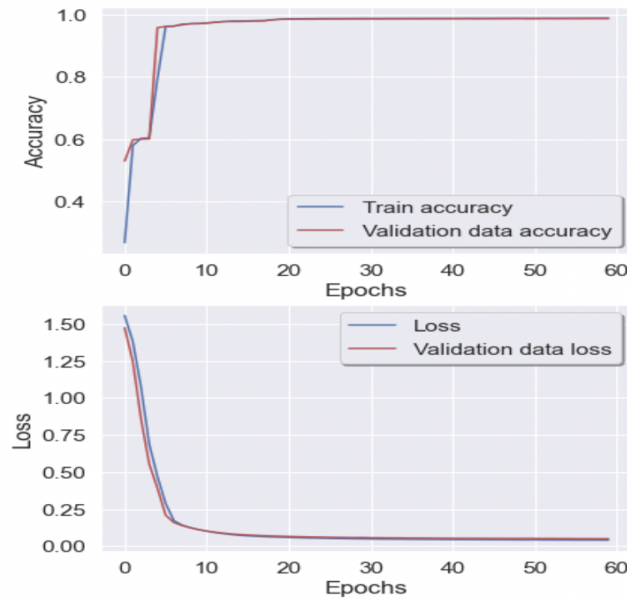 1.0
0.8
0.6
0.4
Accuracy
Train accuracy
Validation data accuracy
0 10 20 30 40 50 60
Epochs
1.50
1.25
1.00
0.75
0.50
0.25
0.00
Loss
Loss
Validation data loss
0 10 20 30 40 50 60
Epochs